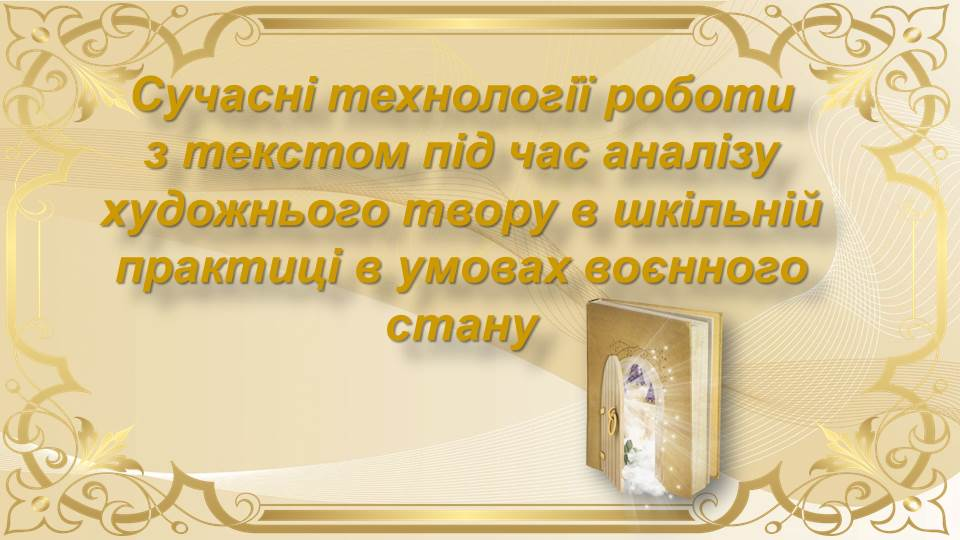 Сучасні технології роботи
з текстом під час аналізу
художнього твору в шкільній
практиці в умовах воєнного
стану